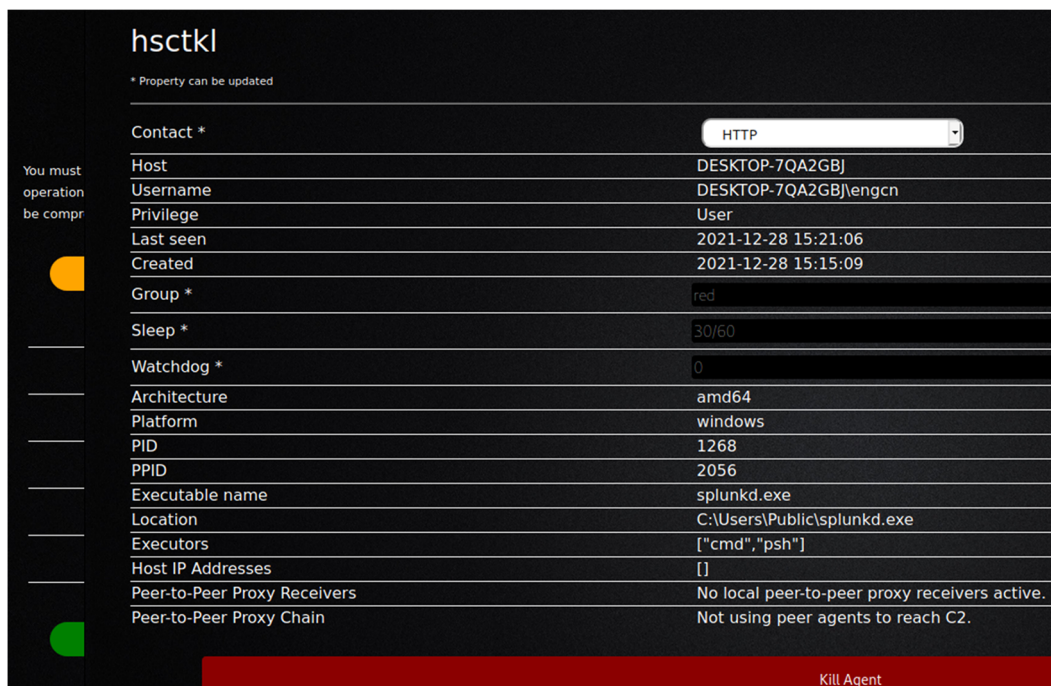 hsctkl
* Property can be updated
Contact * HTTP
Host DESKTOP-7QA2GBJ
Username DESKTOP-7QA2GBJ\engcn
Privilege User
Last seen 2021-12-28 15:21:06
Created 2021-12-28 15:15:09
Group * red
Sleep * 30/60
Watchdog * 0
Architecture amd64
Platform windows
PID 1268
PPID 2056
Executable name splunkd.exe
Location C:\Users\Public\splunkd.exe
Executors ["cmd","psh"]
Host IP Addresses []
Peer-to-Peer Proxy Receivers No local peer-to-peer proxy receivers active.
Peer-to-Peer Proxy Chain Not using peer agents to reach C2.
Kill Agent
You must
operation
be compr